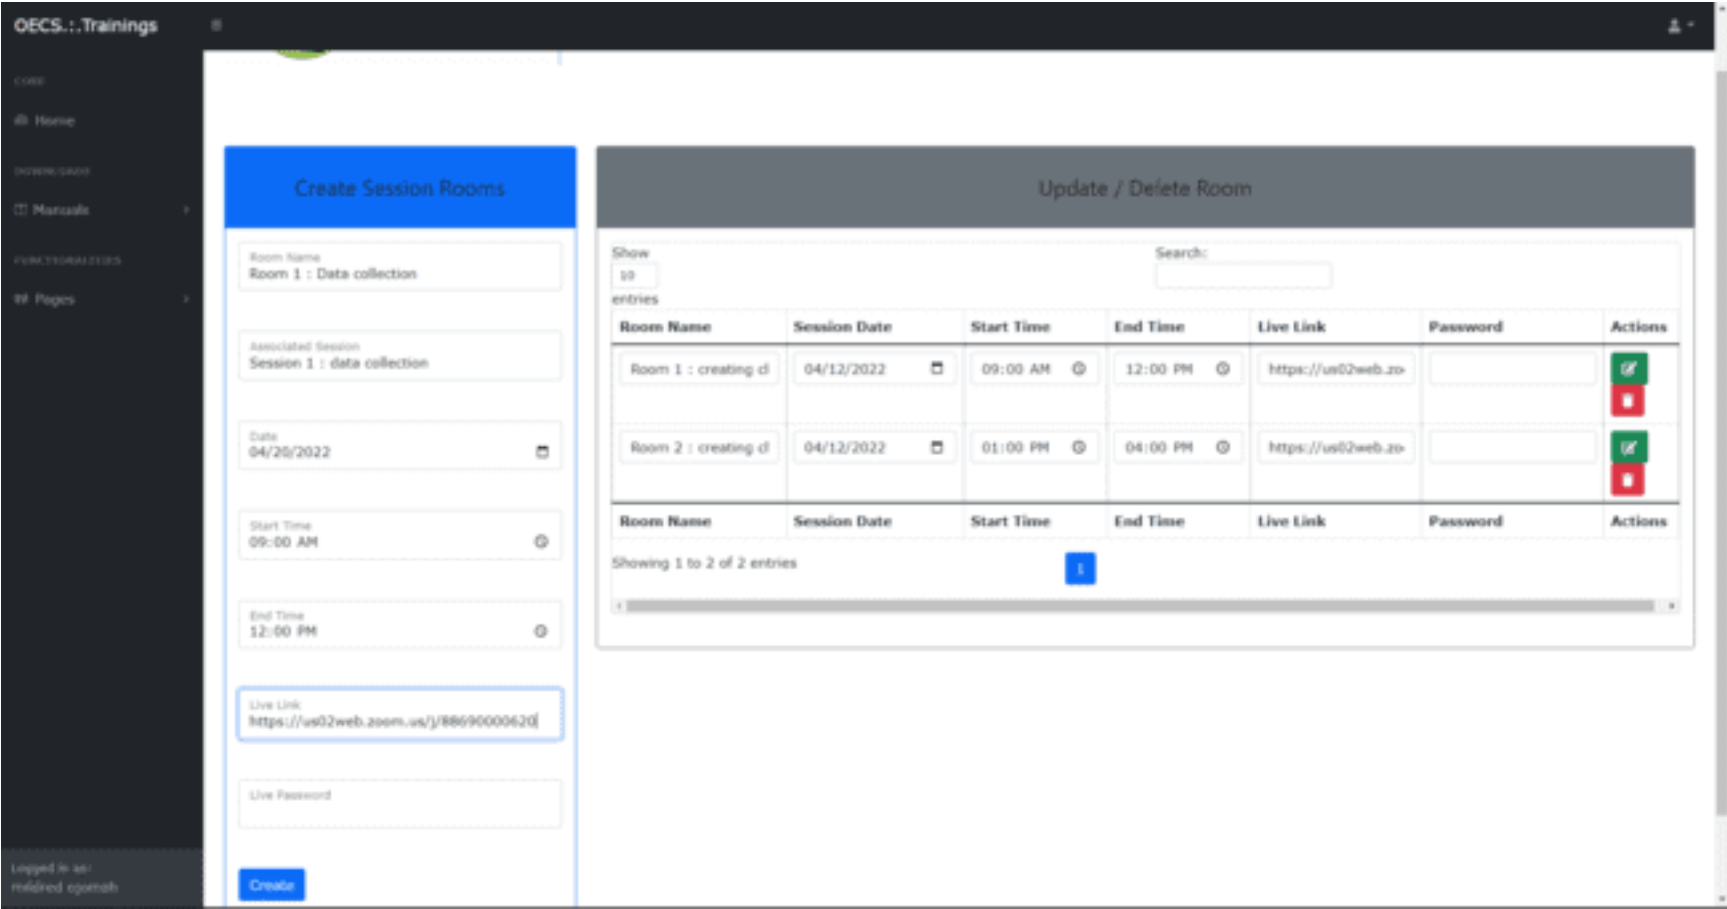 OECS.:.Trainings
CORE
Home
Manuals
FUNCTIONALITIES
Pages
Logged in as:
mildred
Create Session Rooms
Room Name
Room 1 : Data collection
Associated Session
Session 1 : data collection
Date
04/20/2022
Start Time
09:00 AM
End Time
12:00 PM
Live Link
https://us02web.zoom.us/j/88690000620
Live Password
Create
Update / Delete Room
Show
10
entries
Search:
Room Name Session Date Start Time End Time Live Link Password Actions
Room 1 : creating cl 04/12/2022 09:00 AM 12:00 PM https://us02web.zo
Room 2 : creating cl 04/12/2022 01:00 PM 04:00 PM https://us02web.zo
Room Name Session Date Start Time End Time Live Link Password Actions
Showing 1 to 2 of 2 entries
1